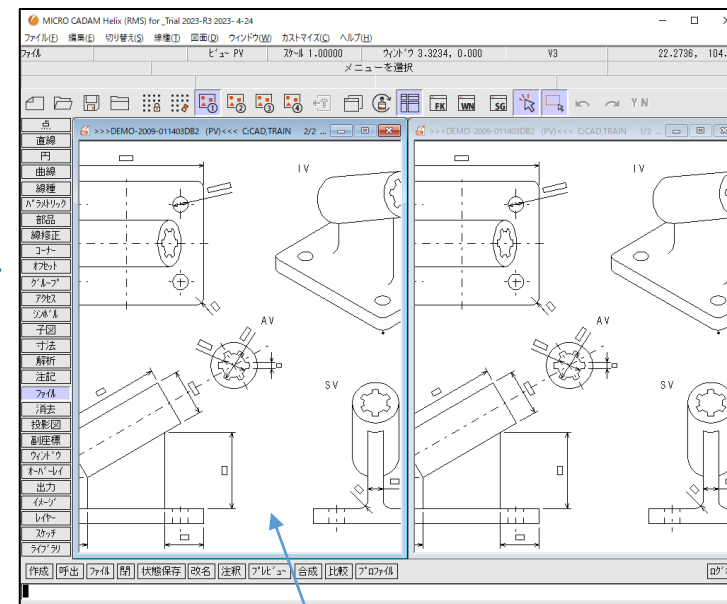 MICRO CADAM Helix (RMS) for _Trial 2023-R3 2023- 4-24
ファイル(F) 編集(E) 切り替え(S) 線種(T) 図面(D) ウィンドウ(W) カストマイズ(C) ヘルプ(H)
ファイル ビュー PV スケール 1.00000 ウィンドウ 3.3234, 0.000 V3 22.2736, 104.
メニューを選択
1 2 3 4 FK WN SG Y N
点
直線
円
曲線
線種
パラメトリック
部品
線修正
コーナー
オフセット
グループ
アクセス
シンボル
子図
寸法
解析
注記
ファイル
消去
投影図
副座標
ウィンドウ
オーバーレイ
出力
イメージ
レイヤー
スケッチ
ライブラリ
>>>DEMO-2009-011403DB2 (PV)<<< C:CAD,TRAIN 2/2 ...
IV
AV
SV
>>>DEMO-2009-011403DB2 (PV)<<< C:CAD,TRAIN 1/2 ...
IV
AV
SV
作成 呼出 ファイル 閉 状態保存 改名 注釈 プレビュー 合成 比較 プロファイル